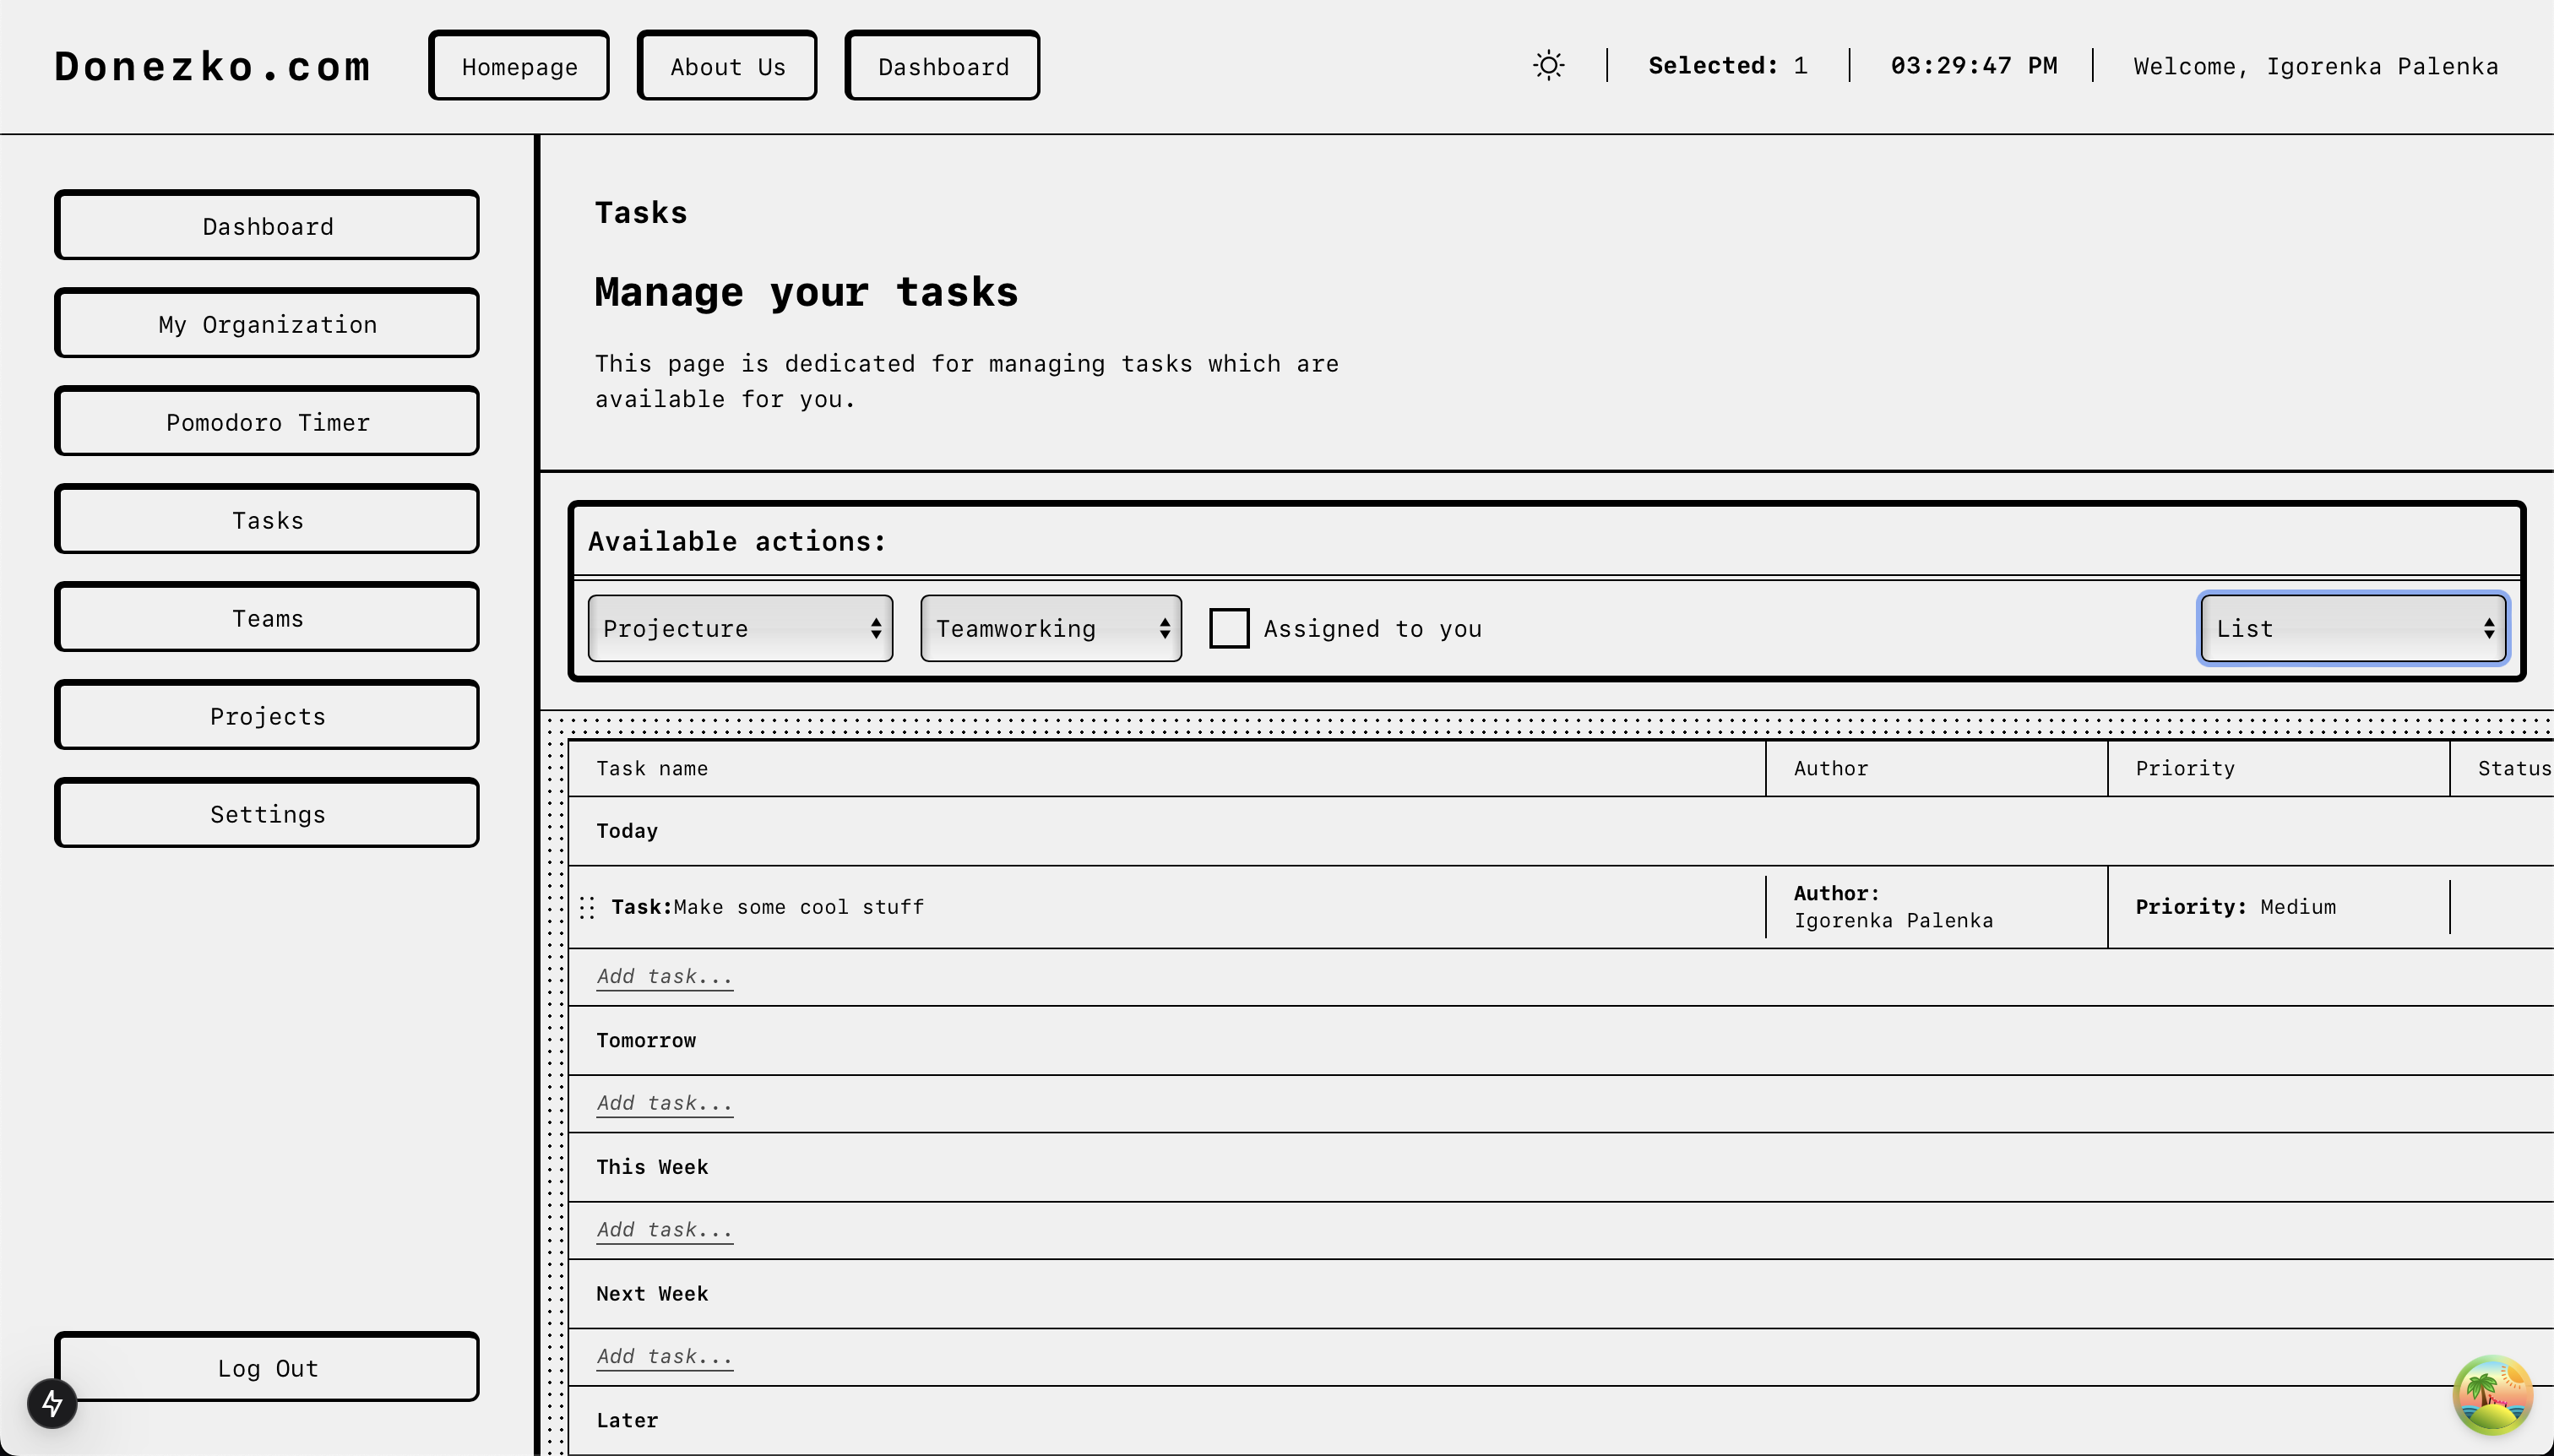 Donezko.com
Homepage
About Us
Dashboard
Selected: 1
03:29:47 PM
Welcome, Igorenka Palenka
Dashboard
My Organization
Pomodoro Timer
Tasks
Teams
Projects
Settings
Log Out
Tasks
Manage your tasks
This page is dedicated for managing tasks which are
available for you.
Available actions:
Projecture
Teamworking
Assigned to you
List
Task name
Author
Priority
Status
Today
Task:Make some cool stuff
Author:
Igorenka Palenka
Priority: Medium
Add task...
Tomorrow
Add task...
This Week
Add task...
Next Week
Add task...
Later